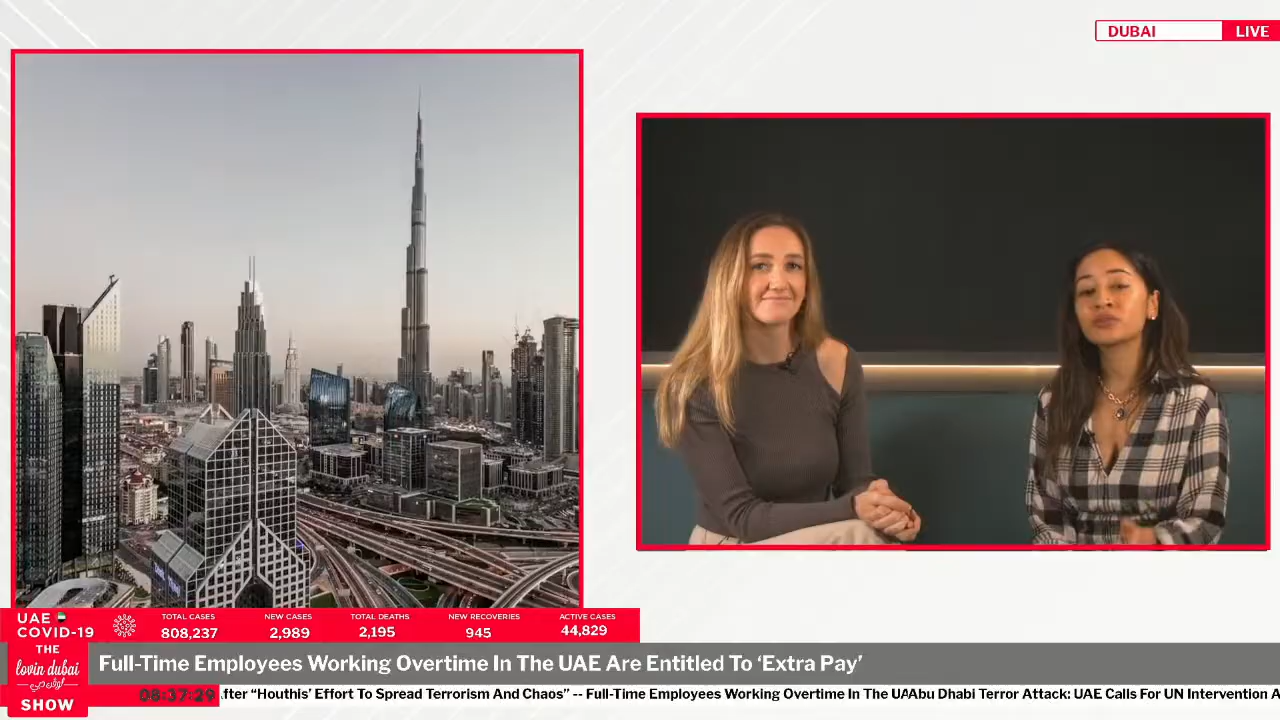 DUBAI LIVE
UAE
COVID-19
TOTAL CASES
808,237
NEW CASES
2,989
TOTAL DEATHS
2,195
NEW RECOVERIES
945
ACTIVE CASES
44,829
THE
lovin dubai
SHOW
Full-Time Employees Working Overtime In The UAE Are Entitled To ‘Extra Pay’
08:37:29
fter “Houthis’ Effort To Spread Terrorism And Chaos” -- Full-Time Employees Working Overtime In The UAAbu Dhabi Terror Attack: UAE Calls For UN Intervention A